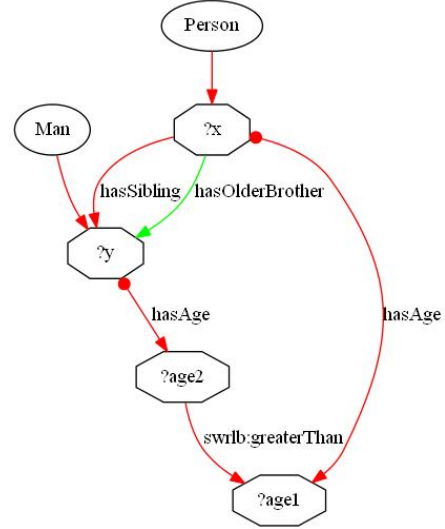 Person
Man
?x
hasSibling
hasOlderBrother
?y
hasAge
hasAge
?age2
swrlb:greaterThan
?age1